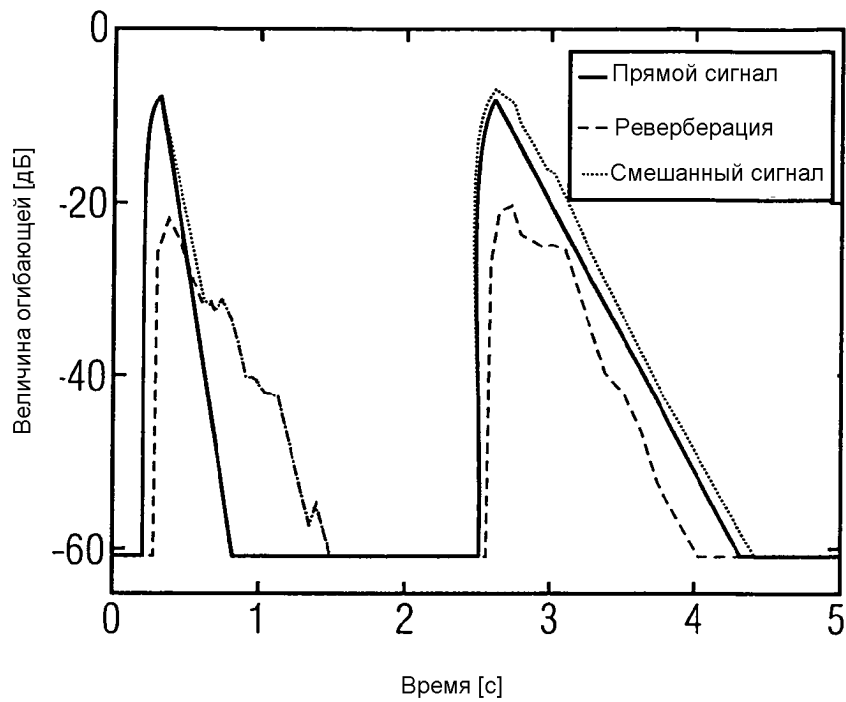 0
-20
-40
-60
Величина огибающей [дБ]
Прямой сигнал
Реверберация
Смешанный сигнал
0 1 2 3 4 5
Время [с]